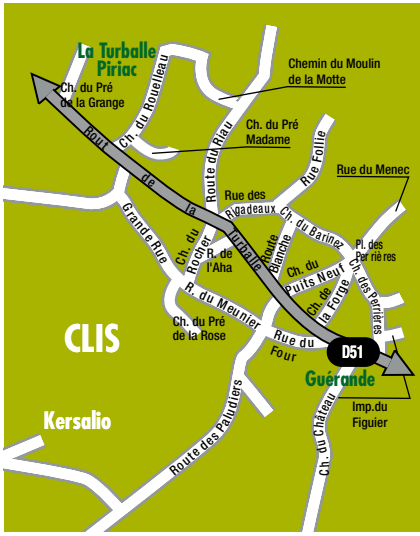 La Turballe
Piriac
Ch. du Pré
de la Grange
Ch. du Rouelleau
Chemin du Moulin
de la Motte
Ch. du Pré
Madame
Rout de la Turballe
Route du Riau
Rue Follie
Rue du Menec
Rue des
Rigadeaux
Ch. du Barinez
Pl. des
Perrières
Grande Rue
Ch. du
Rocher
R. de
l'Aha
Route
Blanche
Ch. du
Puits Neuf
Ch. de
la Forge
Ch. des Perrières
R. du Meunier
Ch. du Pré
de la Rose
Rue du
Four
CLIS
D51
Guérande
Kersalio
Imp.du
Figuier
Route des Paludiers
Ch. du Château